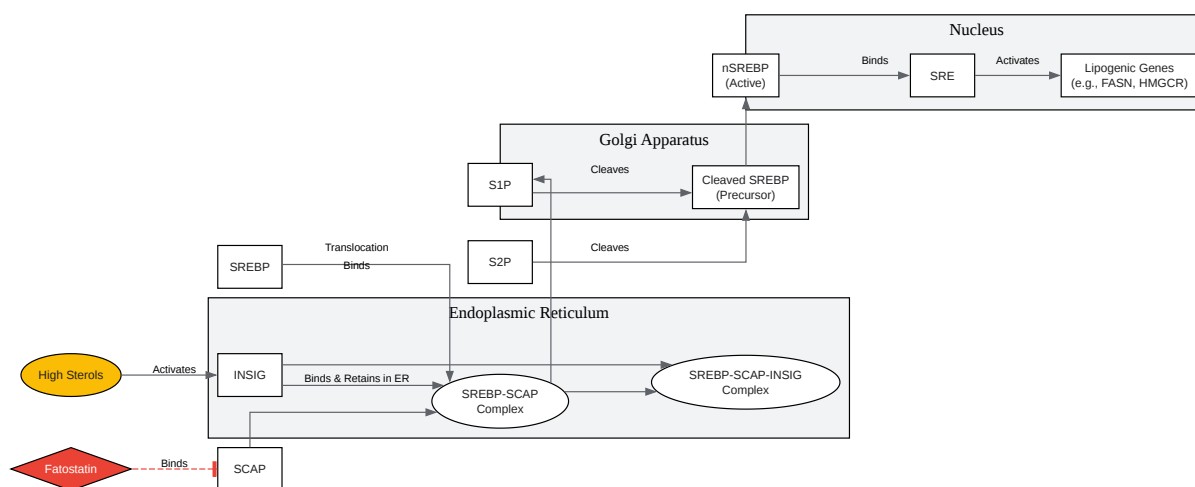 Nucleus
nSREBP
(Active)
Binds
SRE
Activates
Lipogenic Genes
(e.g., FASN, HMGCR)
Golgi Apparatus
S1P
Cleaves
Cleaved SREBP
(Precursor)
S2P
Cleaves
SREBP
Translocation
Binds
Endoplasmic Reticulum
High Sterols
Activates
INSIG
Binds & Retains in ER
SREBP-SCAP
Complex
SREBP-SCAP-INSIG
Complex
Fatostatin
Binds
SCAP